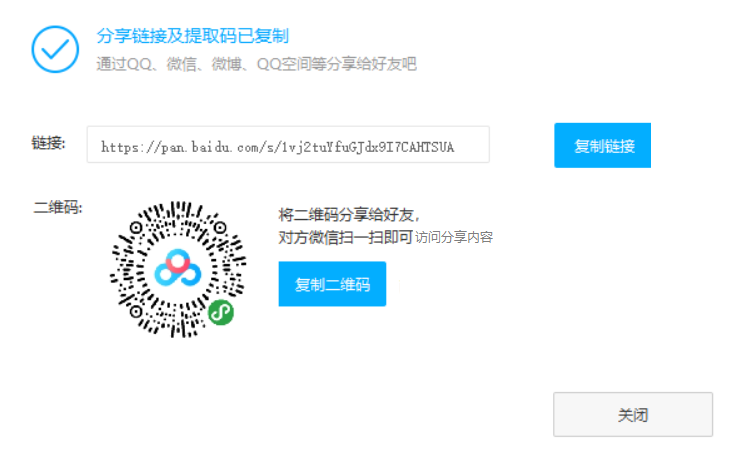 分享链接及提取码已复制
通过QQ、微信、微博、QQ空间等分享给好友吧
链接: https://pan.baidu.com/s/1vj2tuYfuGJdx9I7CAHTSUA 复制链接
二维码:
将二维码分享给好友,
对方微信扫一扫即可访问分享内容
复制二维码
关闭